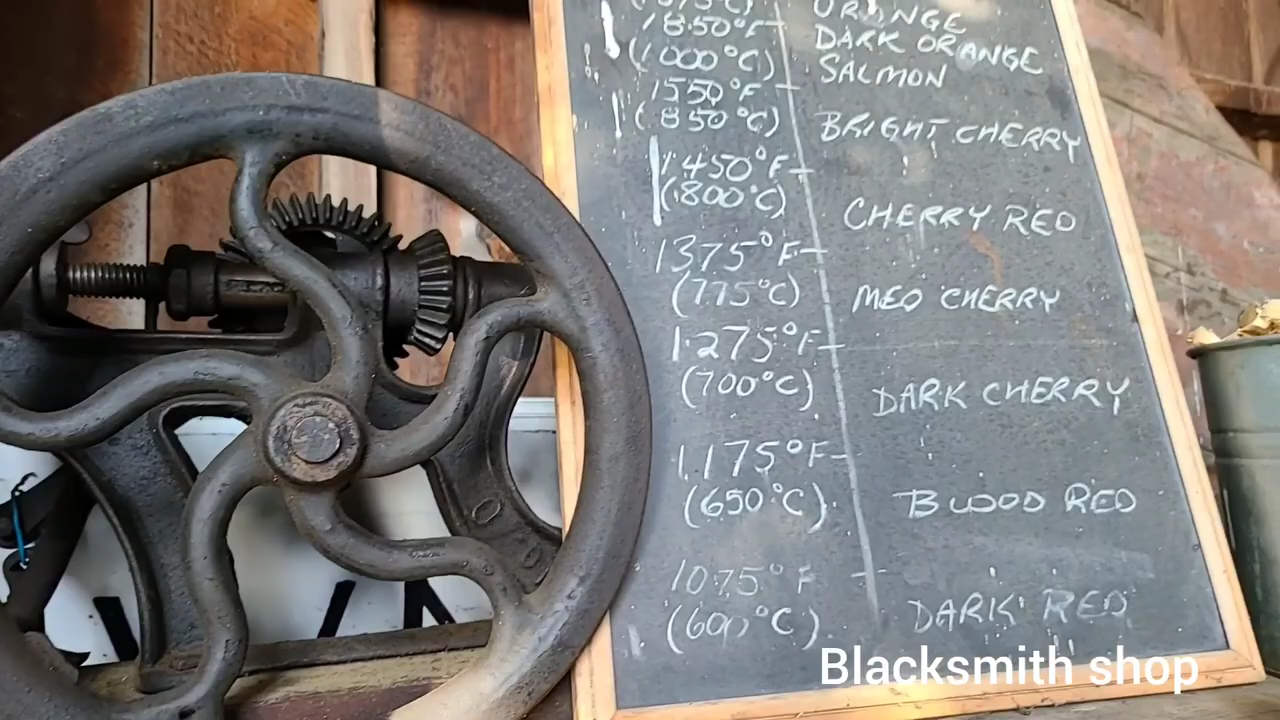 ORANGE
1850°F
DARK ORANGE
(1000°C)
SALMON
1550°F
(850°C)
BRIGHT CHERRY
1450°F
(800°C)
CHERRY RED
1375°F
(775°C)
MED CHERRY
1275°F
(700°C)
DARK CHERRY
1175°F
(650°C)
BLOOD RED
1075°F
(600°C)
DARK RED
Blacksmith shop